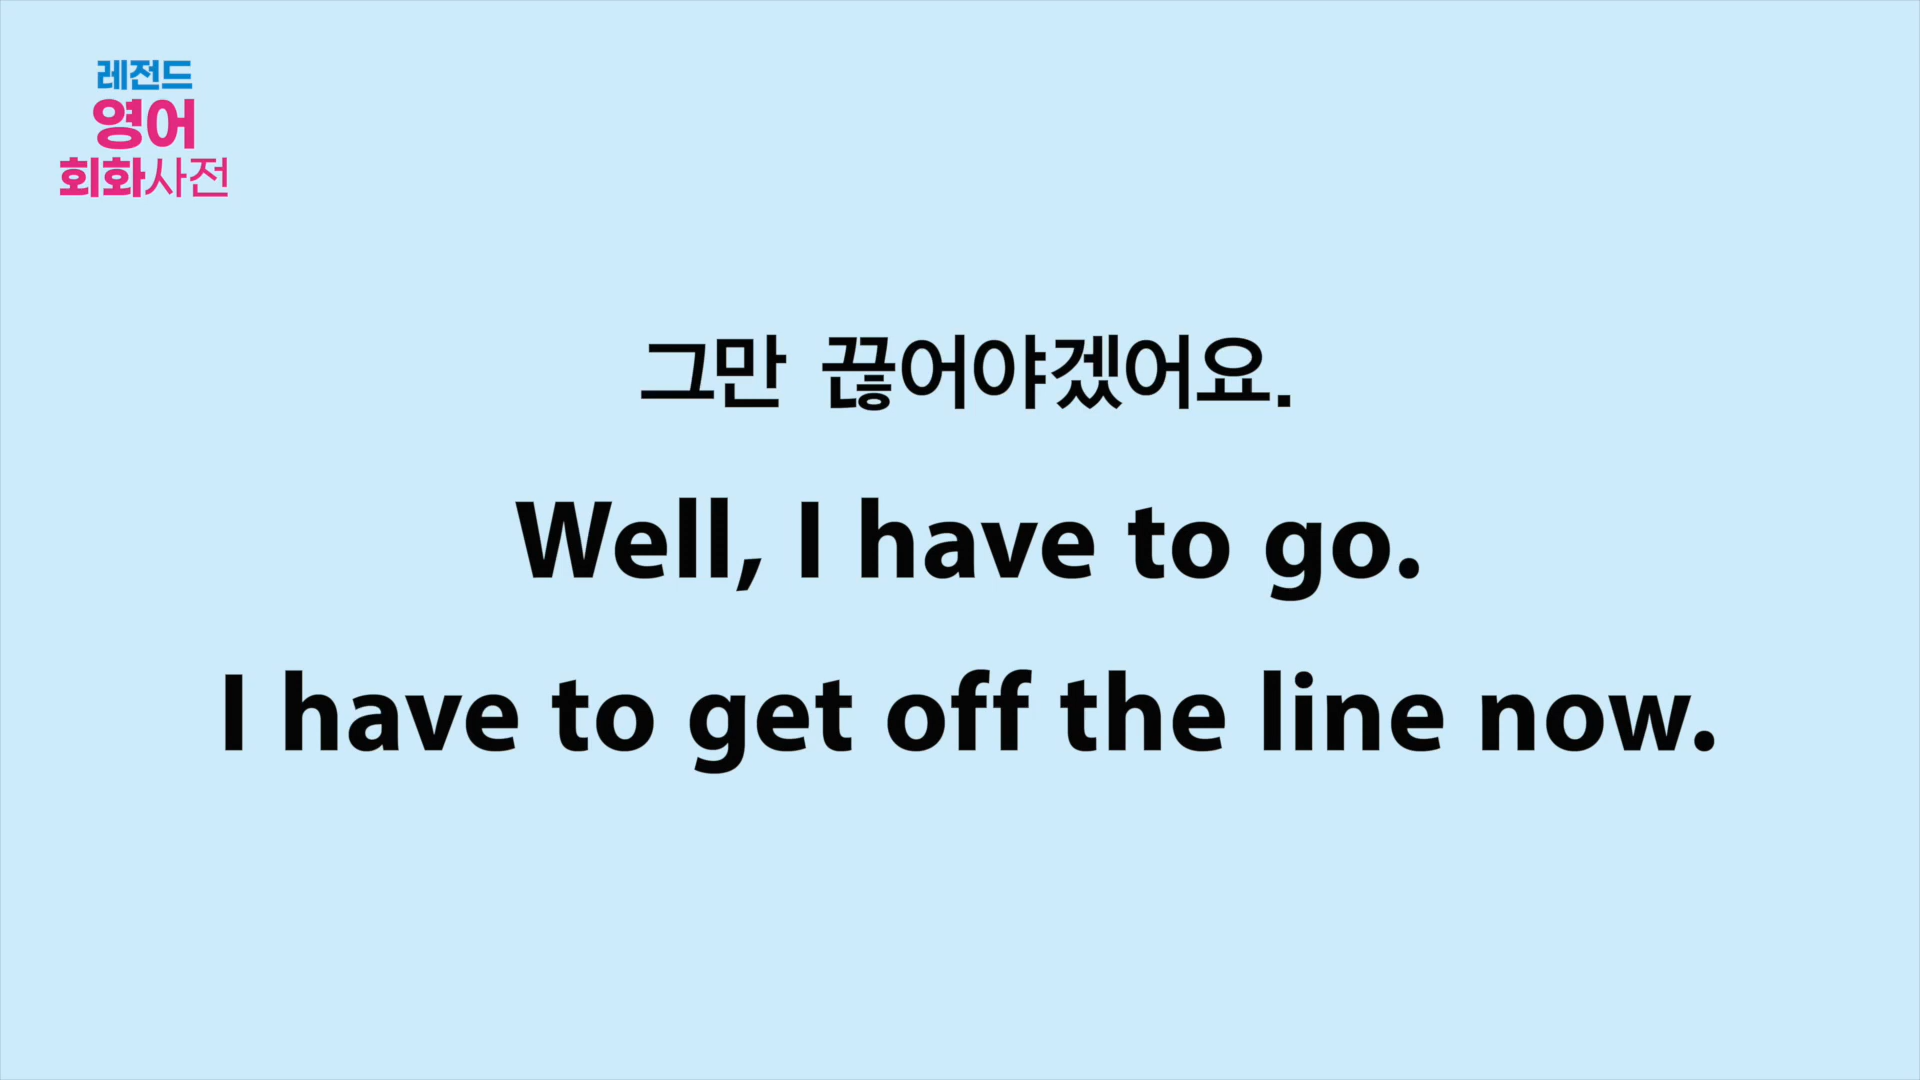 레전드
영어
회화사전
그만 끊어야겠어요.
Well, I have to go.
I have to get off the line now.